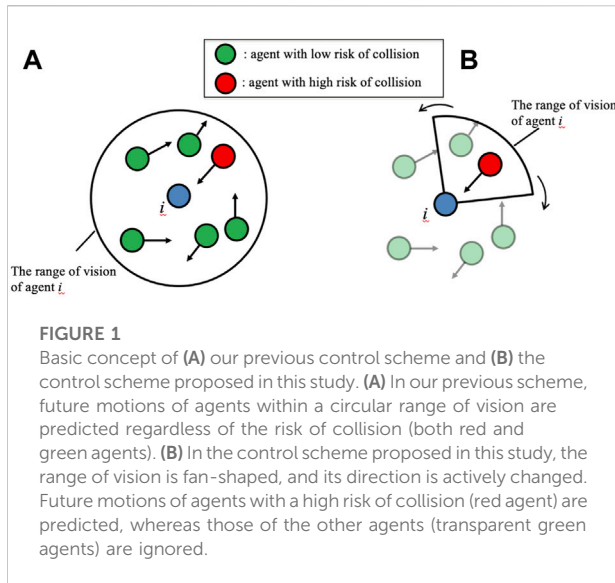 A
: agent with low risk of collision
: agent with high risk of collision
B
The range of vision
of agent i
i
i
The range of vision
of agent i
FIGURE 1
Basic concept of (A) our previous control scheme and (B) the
control scheme proposed in this study. (A) In our previous scheme,
future motions of agents within a circular range of vision are
predicted regardless of the risk of collision (both red and
green agents). (B) In the control scheme proposed in this study, the
range of vision is fan-shaped, and its direction is actively changed.
Future motions of agents with a high risk of collision (red agent) are
predicted, whereas those of the other agents (transparent green
agents) are ignored.